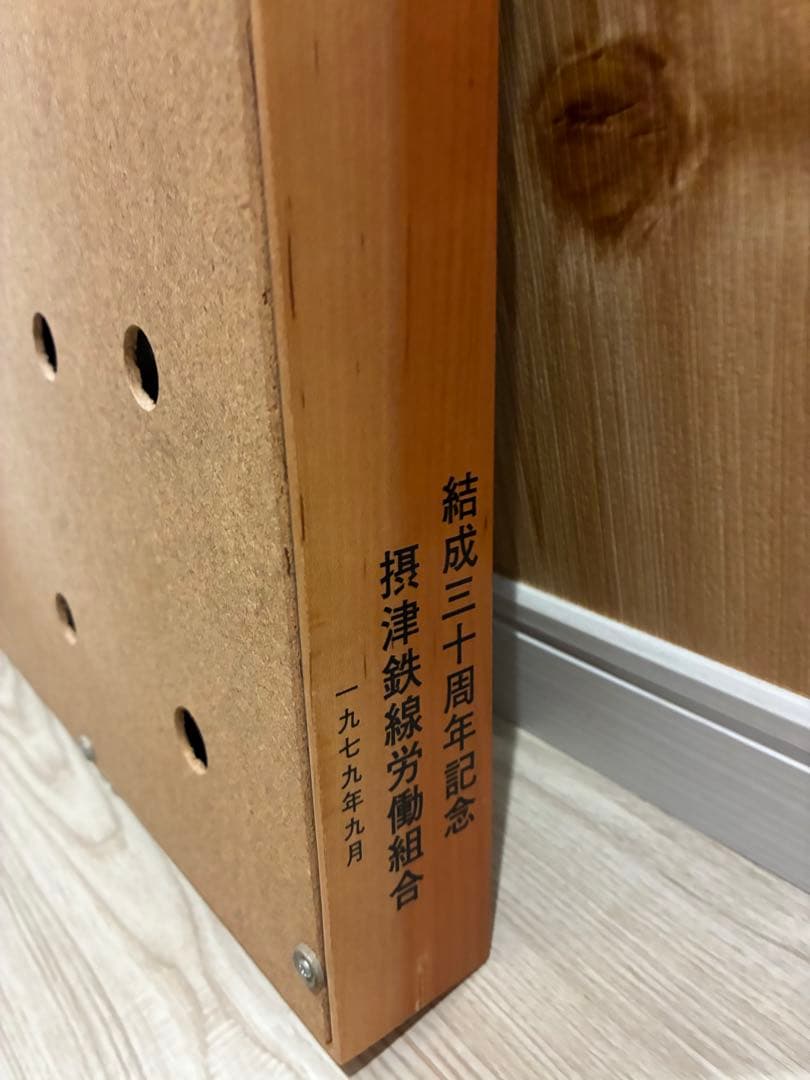 結成三十周年記念
摂津鉄線労働組合
一九七九年九月